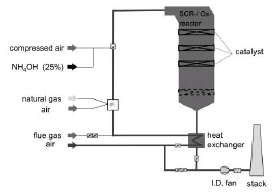 SCR-/ Ox
reactor
compressed air
catalyst
NH4OH (25%)
natural gas
air
flue gas
air
heat
exchanger
I.D. fan
stack